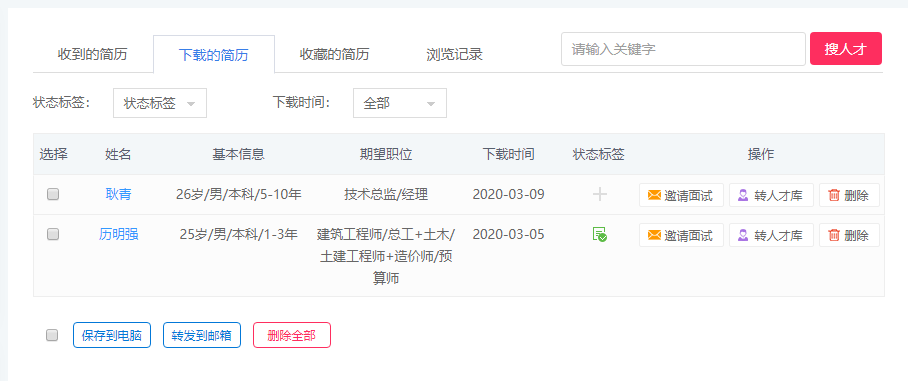 收到的简历 下载的简历 收藏的简历 浏览记录 请输入关键字 搜人才
状态标签： 状态标签 下载时间： 全部
选择 姓名 基本信息 期望职位 下载时间 状态标签 操作
耿青 26岁/男/本科/5-10年 技术总监/经理 2020-03-09 邀请面试 转人才库 删除
历明强 25岁/男/本科/1-3年 建筑工程师/总工+土木/ 2020-03-05 邀请面试 转人才库 删除
土建工程师+造价师/预
算师
保存到电脑 转发到邮箱 删除全部